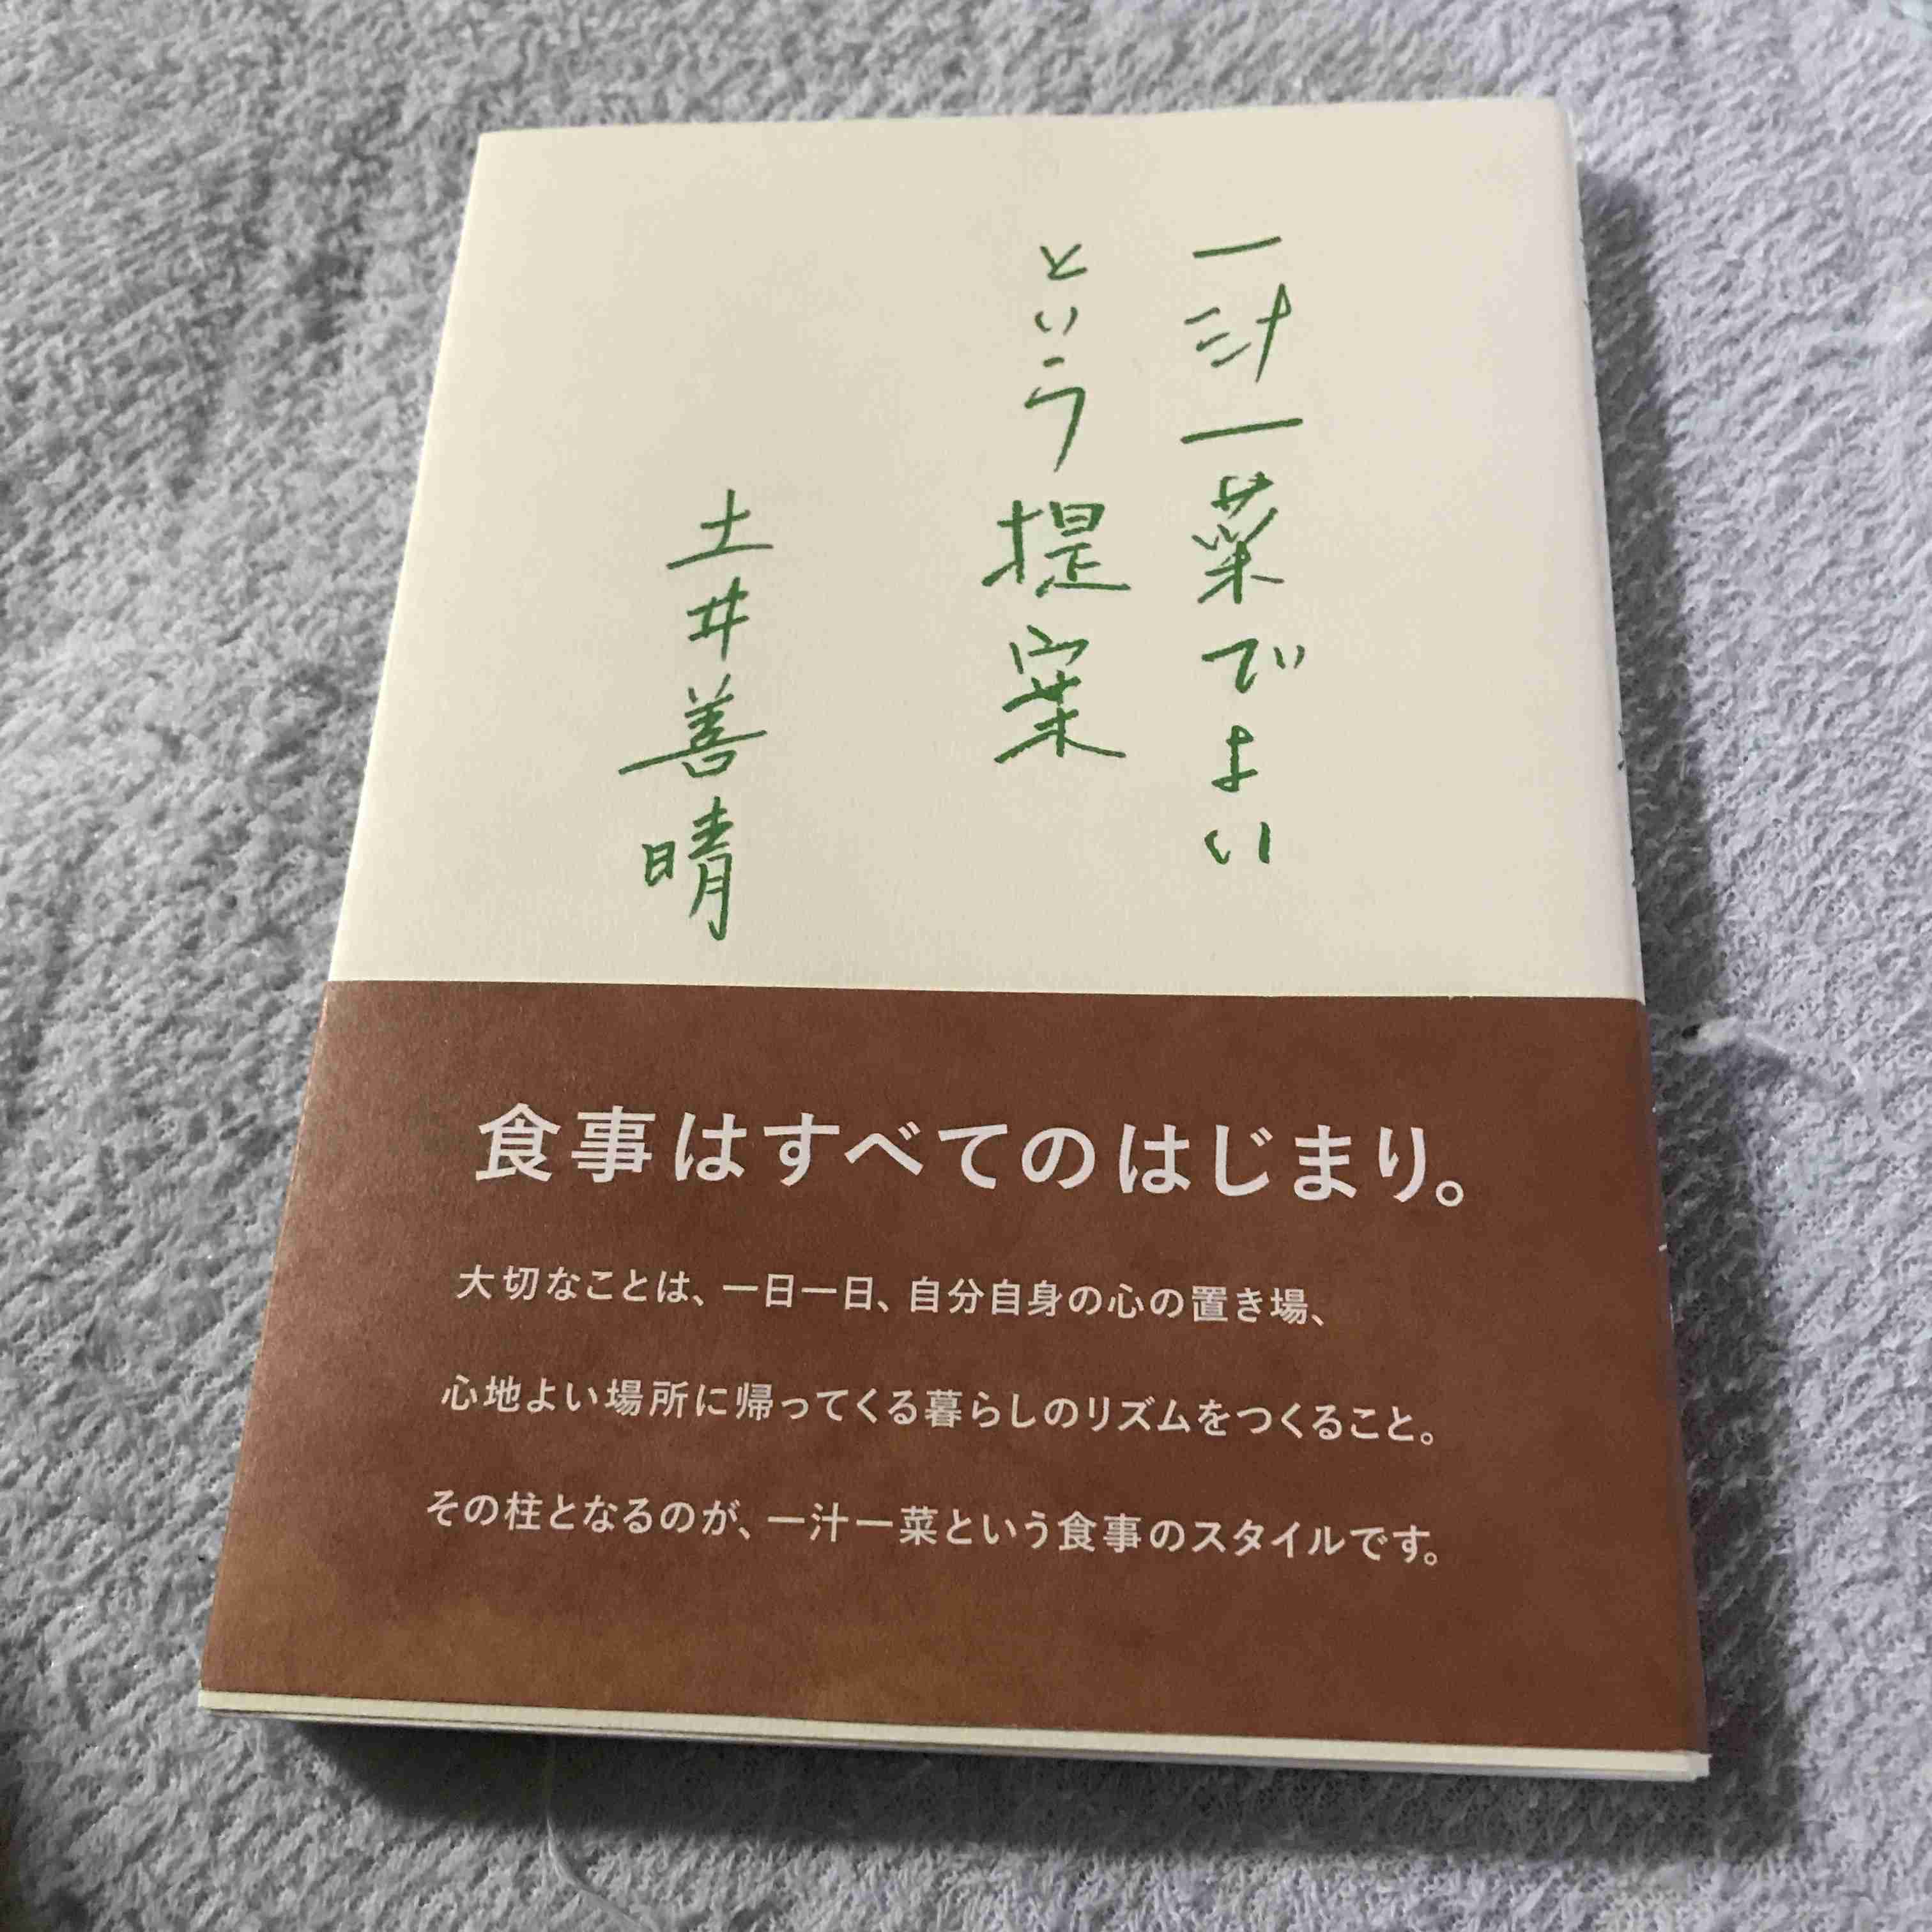 一汁一菜でよい
という提案
土井善晴
食事はすべてのはじまり。
大切なことは、一日一日、自分自身の心の置き場、
心地よい場所に帰ってくる暮らしのリズムをつくること。
その柱となるのが、一汁一菜という食事のスタイルです。